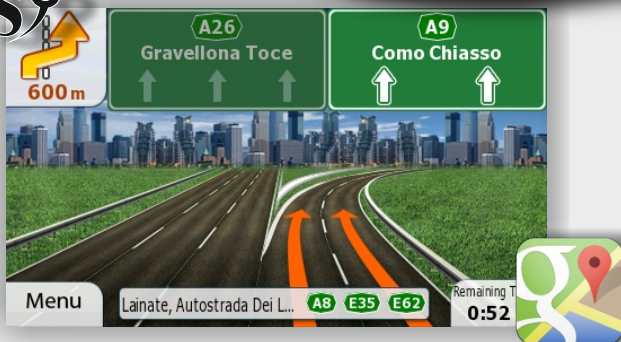 A26
Gravellona Toce
A9
Como Chiasso
600 m
Menu
Lainate, Autostrada Dei L...
A8 E35 E62
Remaining T
0:52
g